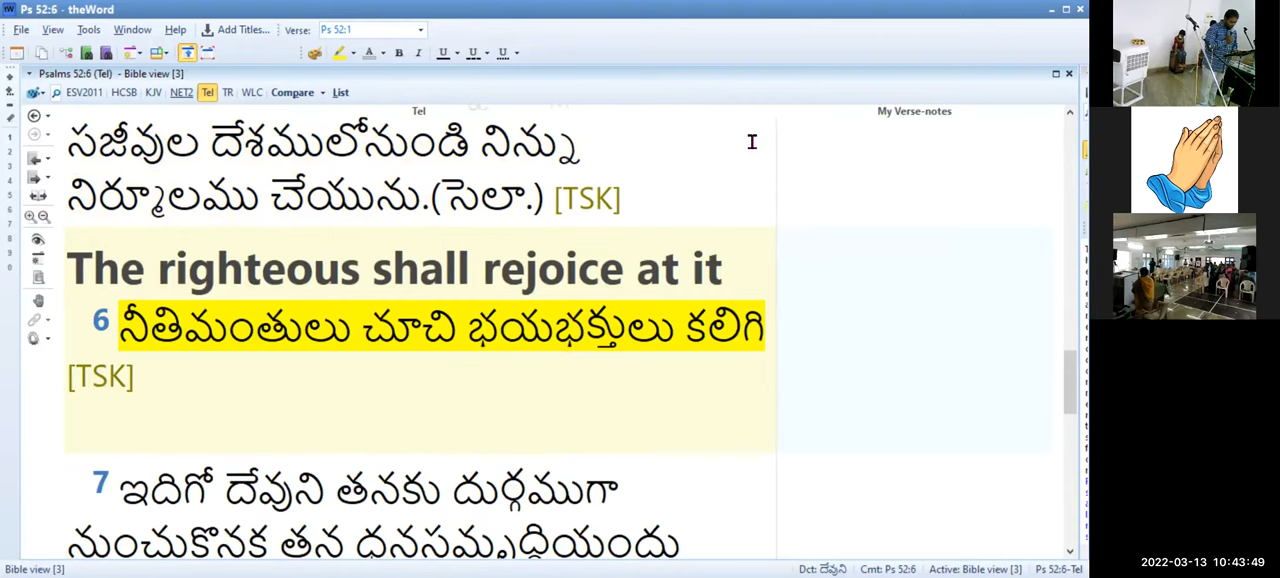 Ps 52:6 - theWord
File View Tools Window Help Add Titles... Verse: Ps 52:1
A B I U U U
Psalms 52:6 (Tel) - Bible view [3]
ESV2011 HCSB KJV NET2 Tel TR WLC Compare List
Tel My Verse-notes
సజీవుల దేశములోనుండి నిన్ను
నిర్మూలము చేయును.(సెలా.) [TSK]
The righteous shall rejoice at it
6 నీతిమంతులు చూచి భయభక్తులు కలిగి
[TSK]
7 ఇదిగో దేవుని తనకు దుర్గముగా
నుంచుకొనక తన ధనసమృద్ధియందు
Bible view [3] Dct: దేవుని Cmt: Ps 52:6 Active: Bible view [3] Ps 52:6-Tel
2022-03-13 10:43:49